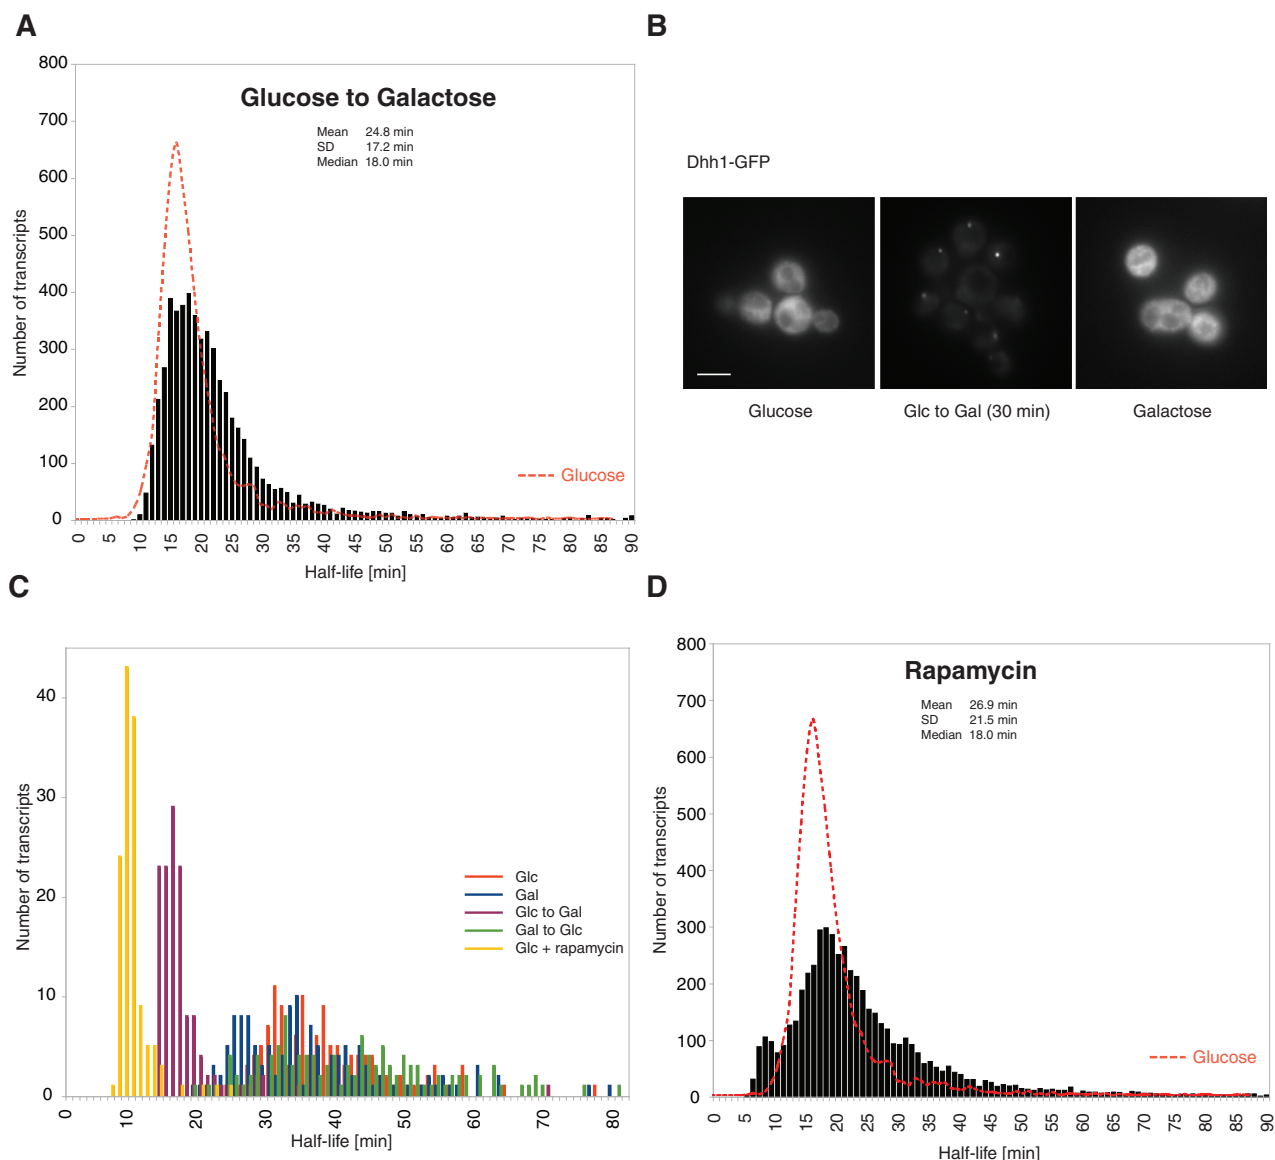 A
Glucose to Galactose
Mean 24.8 min
SD 17.2 min
Median 18.0 min
Number of transcripts
800
700
600
500
400
300
200
100
0
Glucose
0 5 10 15 20 25 30 35 40 45 50 55 60 65 70 75 80 85 90
Half-life [min]
B
Dhh1-GFP
Glucose
Glc to Gal (30 min)
Galactose
C
Number of transcripts
40
30
20
10
0
Glc
Gal
Glc to Gal
Gal to Glc
Glc + rapamycin
0 10 20 30 40 50 60 70 80
Half-life [min]
D
Rapamycin
Mean 26.9 min
SD 21.5 min
Median 18.0 min
Number of transcripts
800
700
600
500
400
300
200
100
0
Glucose
0 5 10 15 20 25 30 35 40 45 50 55 60 65 70 75 80 85 90
Half-life [min]